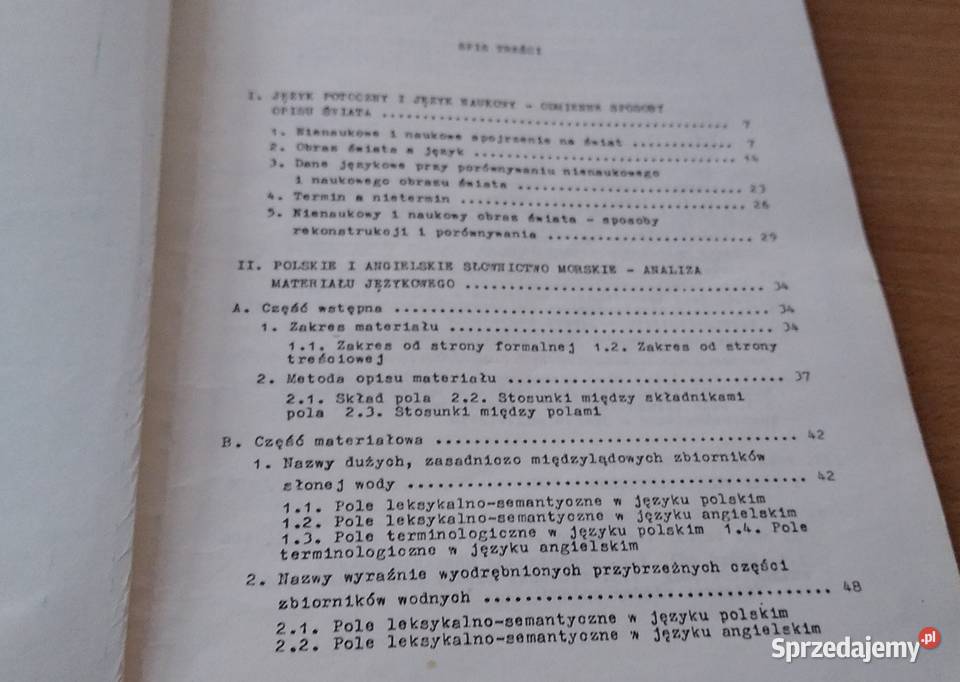 SPIS TREŚCI
I. JĘZYK POTOCZNY I JĘZYK NAUKOWY – ODMIENNE SPOSOBY
OPISU ŚWIATA ........................................ 7
1. Nienaukowe i naukowe spojrzenie na świat ............. 7
2. Obraz świata a język ................................. 16
3. Dane językowe przy porównywaniu nienaukowego
i naukowego obrazu świata ........................... 23
4. Termin a nietermin .................................. 26
5. Nienaukowy i naukowy obraz świata – sposoby
rekonstrukcji i porównywania ........................ 29
II. POLSKIE I ANGIELSKIE SŁOWNICTWO MORSKIE – ANALIZA
MATERIAŁU JĘZYKOWEGO .................................. 34
A. Część wstępna ........................................ 34
1. Zakres materiału .................................... 34
1.1. Zakres od strony formalnej 1.2. Zakres od strony
treściowej
2. Metoda opisu materiału .............................. 37
2.1. Skład pola 2.2. Stosunki między składnikami
pola 2.3. Stosunki między polami
B. Część materiałowa ..................................... 42
1. Nazwy dużych, zasadniczo międzylądowych zbiorników
słonej wody ........................................ 42
1.1. Pole leksykalno-semantyczne w języku polskim
1.2. Pole leksykalno-semantyczne w języku angielskim
1.3. Pole terminologiczne w języku polskim 1.4. Pole
terminologiczne w języku angielskim
2. Nazwy wyraźnie wyodrębnionych przybrzeżnych części
zbiorników wodnych .................................. 48
2.1. Pole leksykalno-semantyczne w języku polskim
2.2. Pole leksykalno-semantyczne w języku angielskim
Sprzedajemy.pl